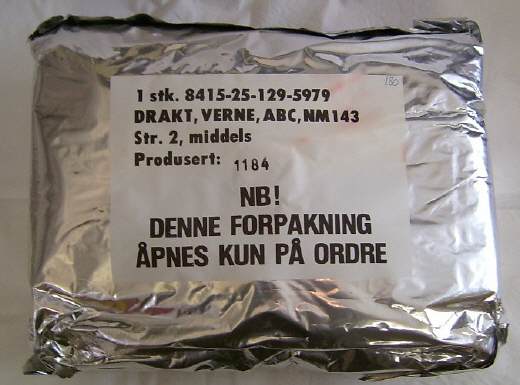 1 stk. 8415-25-129-5979
DRAKT, VERNE, ABC, NM143
Str. 2, middels
Produsert: 1184
NB!
DENNE FORPAKNING
ÅPNES KUN PÅ ORDRE